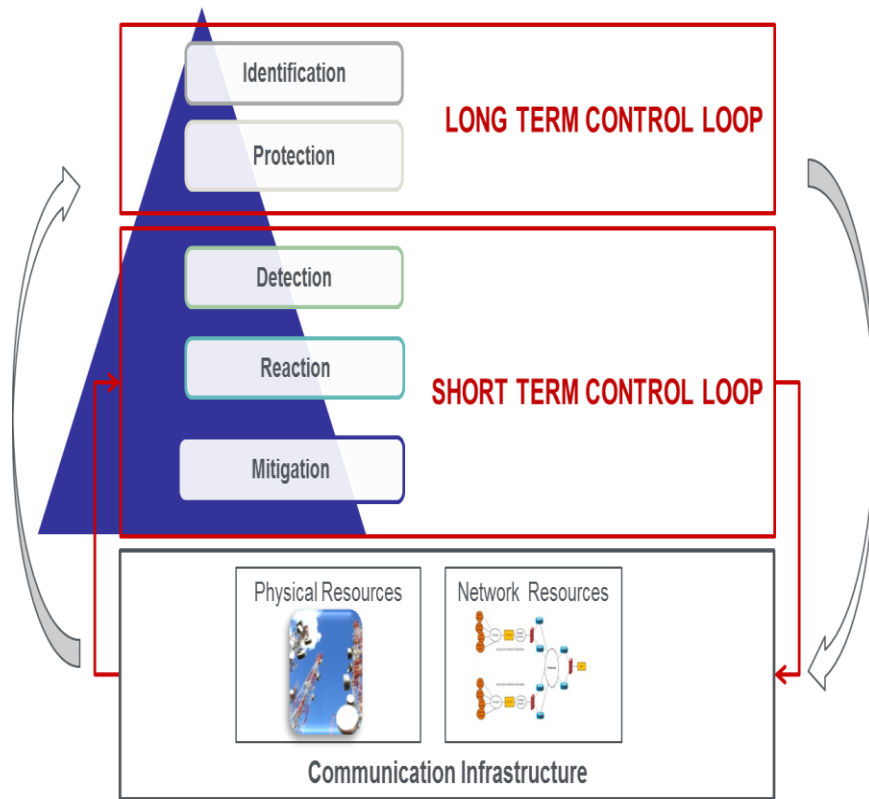 Identification
LONG TERM CONTROL LOOP
Protection
Detection
Reaction
SHORT TERM CONTROL LOOP
Mitigation
Physical Resources
Network Resources
Communication Infrastructure